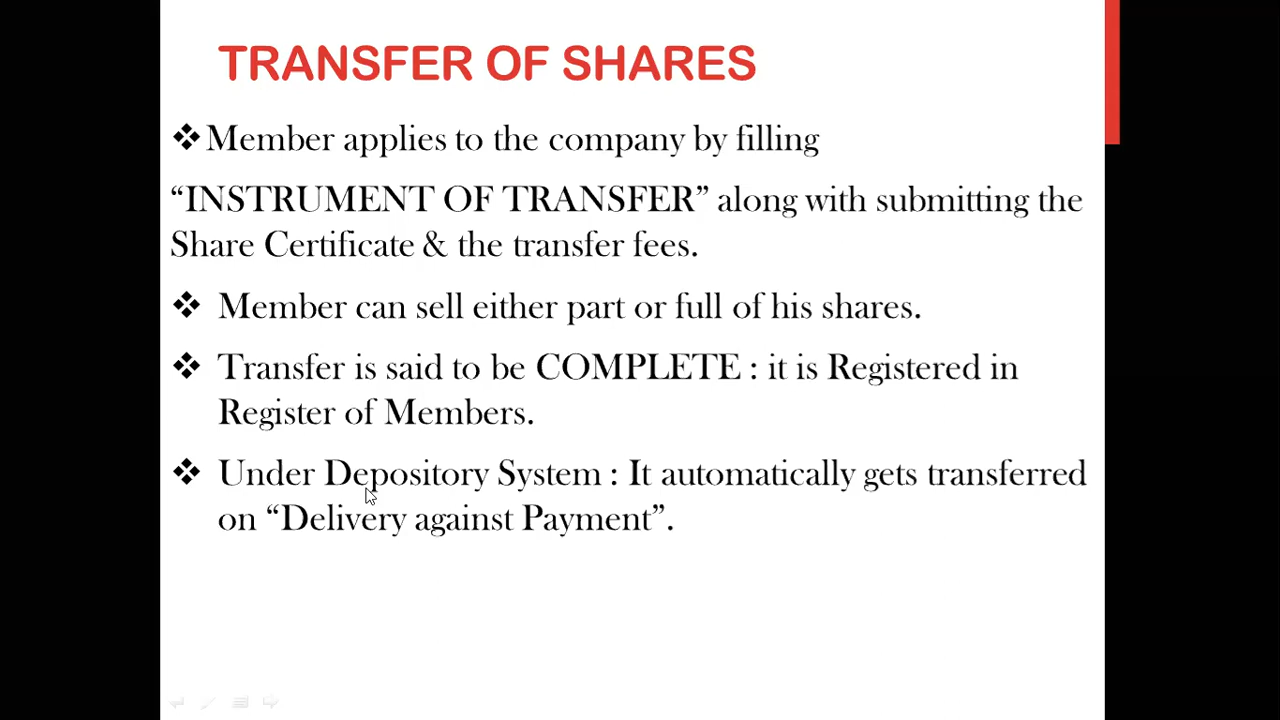 TRANSFER OF SHARES
❖Member applies to the company by filling
“INSTRUMENT OF TRANSFER” along with submitting the
Share Certificate & the transfer fees.
❖ Member can sell either part or full of his shares.
❖ Transfer is said to be COMPLETE : it is Registered in
Register of Members.
❖ Under Depository System : It automatically gets transferred
on “Delivery against Payment”.